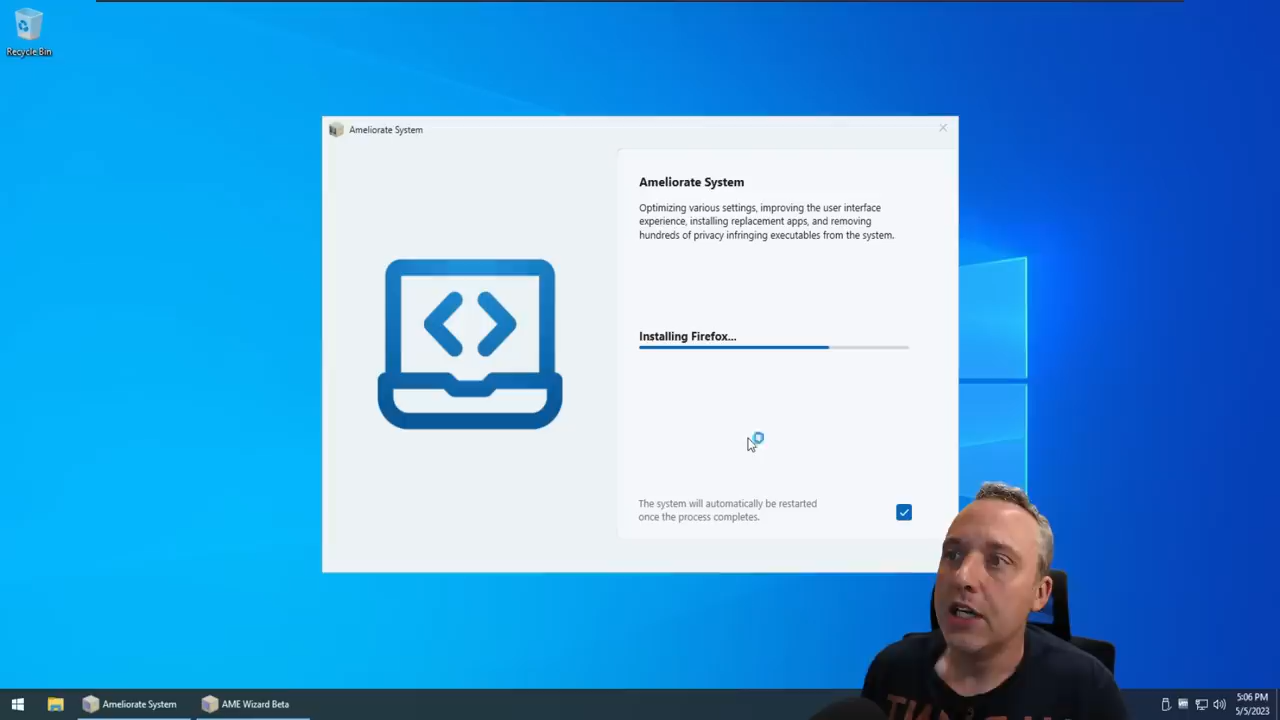 Recycle Bin
Ameliorate System
Ameliorate System
Optimizing various settings, improving the user interface
experience, installing replacement apps, and removing
hundreds of privacy infringing executables from the system.
Installing Firefox...
The system will automatically be restarted
once the process completes.
Ameliorate System
AME Wizard Beta
5:06 PM
5/5/2023